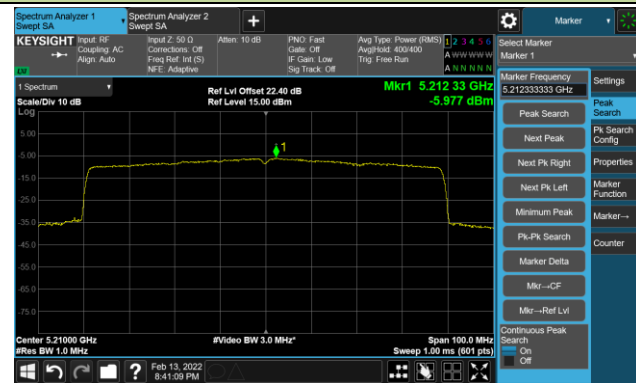 Spectrum Analyzer 1
Swept SA
Spectrum Analyzer 2
Swept SA
+
Marker
KEYSIGHT
LXI
Input: RF
Coupling: AC
Align: Auto
Input Z: 50 Ω
Corrections: Off
Freq Ref: Int (S)
NFE: Adaptive
Atten: 10 dB
PNO: Fast
Gate: Off
IF Gain: Low
Sig Track: Off
Avg Type: Power (RMS)
Avg|Hold: 400/400
Trig: Free Run
1 2 3 4 5 6
A W W W W W
A N N N N N
Select Marker
Marker 1
1 Spectrum
Scale/Div 10 dB
Log
Ref Lvl Offset 22.40 dB
Ref Level 15.00 dBm
Mkr1 5.212 33 GHz
-5.977 dBm
1
5.00
-5.00
-15.0
-25.0
-35.0
-45.0
-55.0
-65.0
-75.0
Center 5.21000 GHz
#Res BW 1.0 MHz
#Video BW 3.0 MHz*
Span 100.0 MHz
Sweep 1.00 ms (601 pts)
Marker Frequency
5.212333333 GHz
Peak Search
Next Peak
Next Pk Right
Next Pk Left
Minimum Peak
Pk-Pk Search
Marker Delta
Mkr→CF
Mkr→Ref Lvl
Continuous Peak
Search
On
Off
Settings
Peak
Search
Pk Search
Config
Properties
Marker
Function
Marker→
Counter
?
Feb 13, 2022
8:41:09 PM